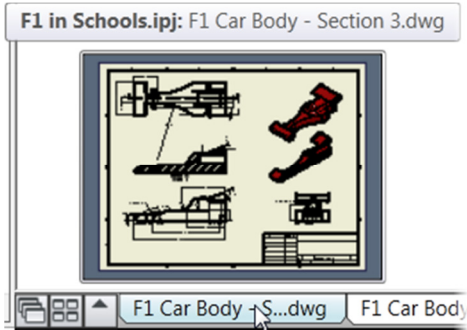 F1 in Schools.ipj: F1 Car Body - Section 3.dwg
F1 Car Body - S...dwg
F1 Car Body